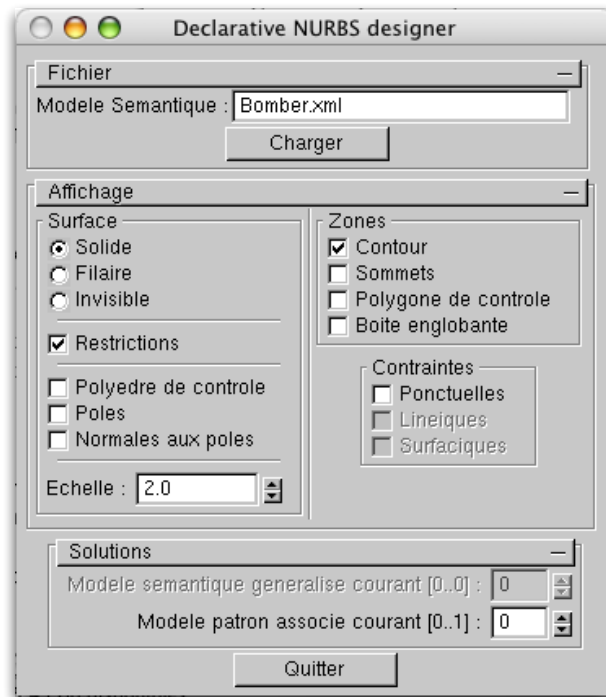 Declarative NURBS designer
Fichier
Modele Semantique : Bomber.xml
Charger
Affichage
Surface
Solide
Filaire
Invisible
Restrictions
Polyedre de controle
Poles
Normales aux poles
Echelle : 2.0
Zones
Contour
Sommets
Polygone de controle
Boite englobante
Contraintes
Ponctuelles
Lineiques
Surfaciques
Solutions
Modele semantique generalise courant [0..0] : 0
Modele patron associe courant [0..1] : 0
Quitter